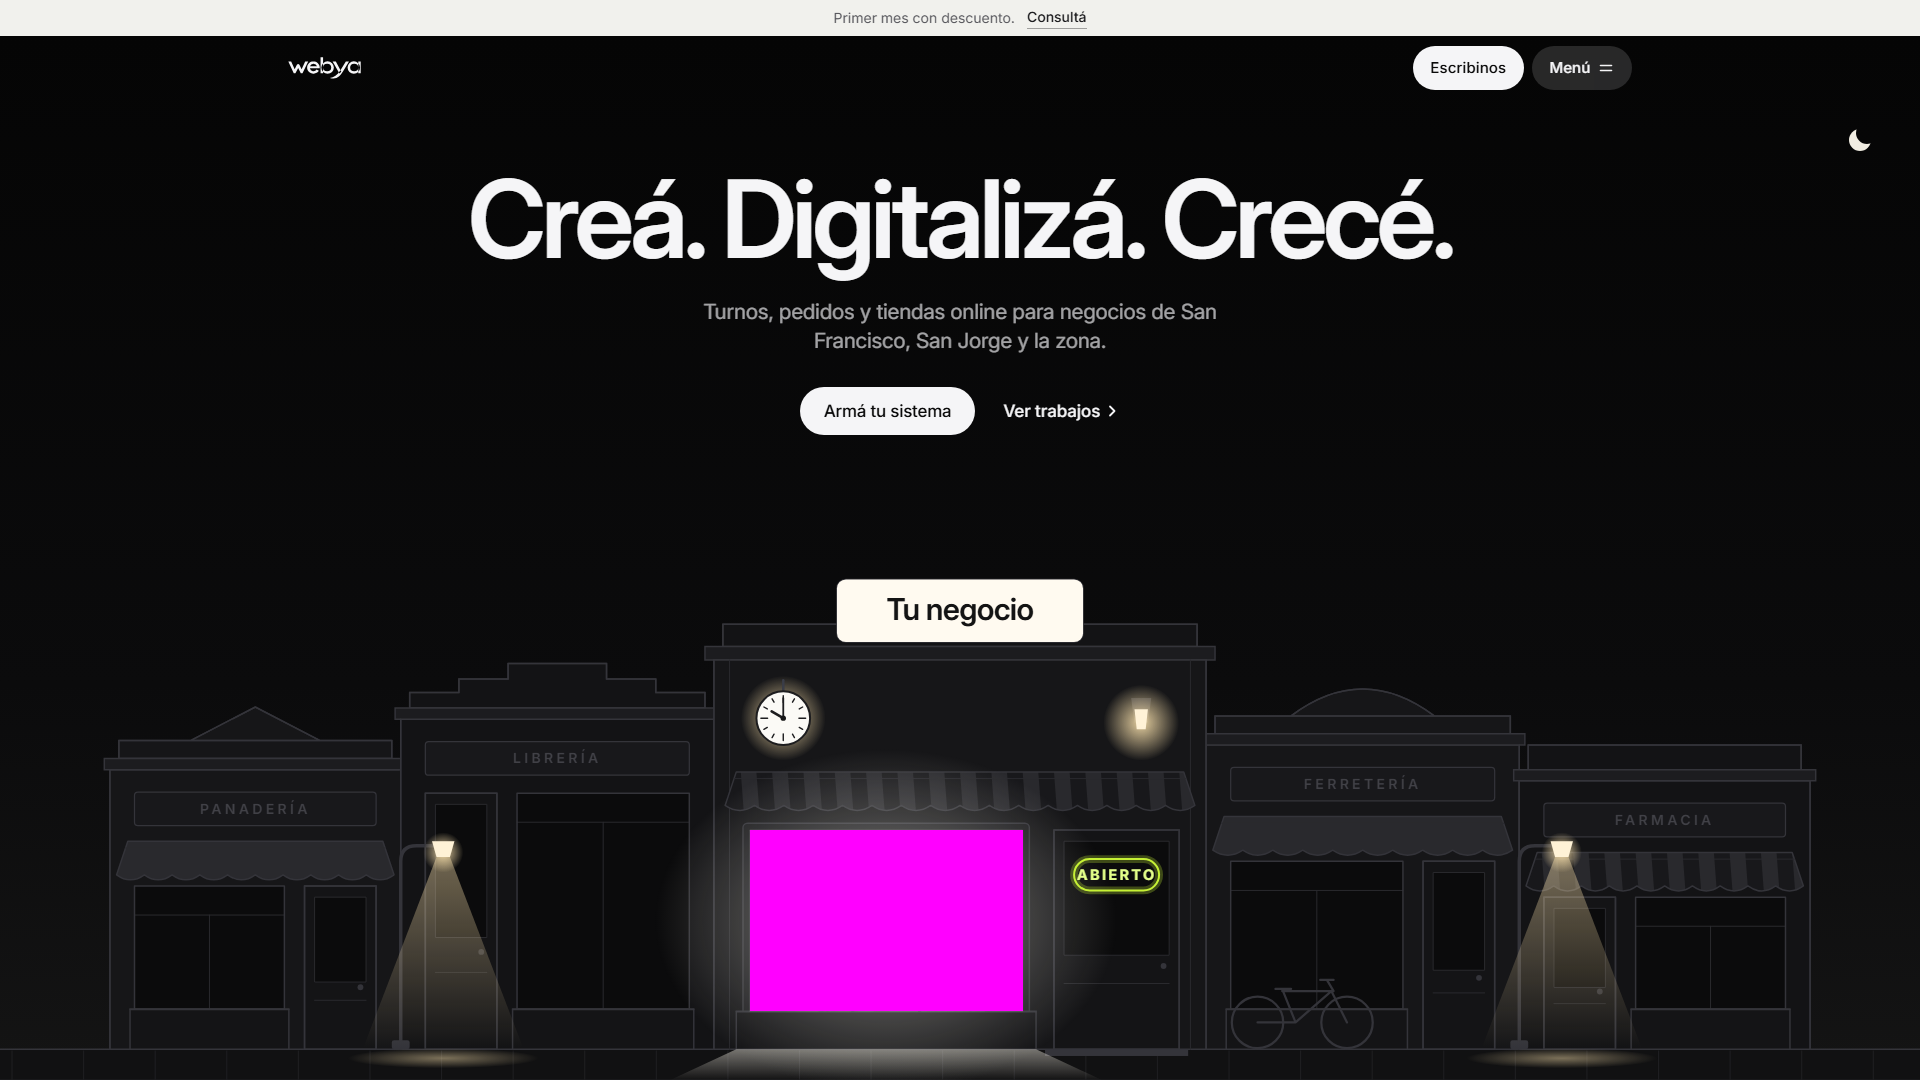 Primer mes con descuento. Consultá
webya
Escribinos
Menú
Creá. Digitalizá. Crecé.
Turnos, pedidos y tiendas online para negocios de San
Francisco, San Jorge y la zona.
Armá tu sistema
Ver trabajos
Tu negocio
LIBRERÍA
PANADERÍA
FERRETERÍA
FARMACIA
ABIERTO